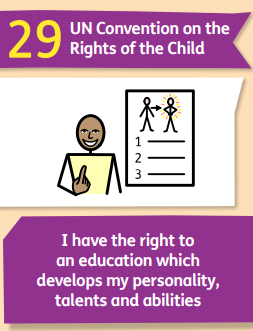 29
UN Convention on the
Rights of the Child
1
2
3
I have the right to
an education which
develops my personality,
talents and abilities